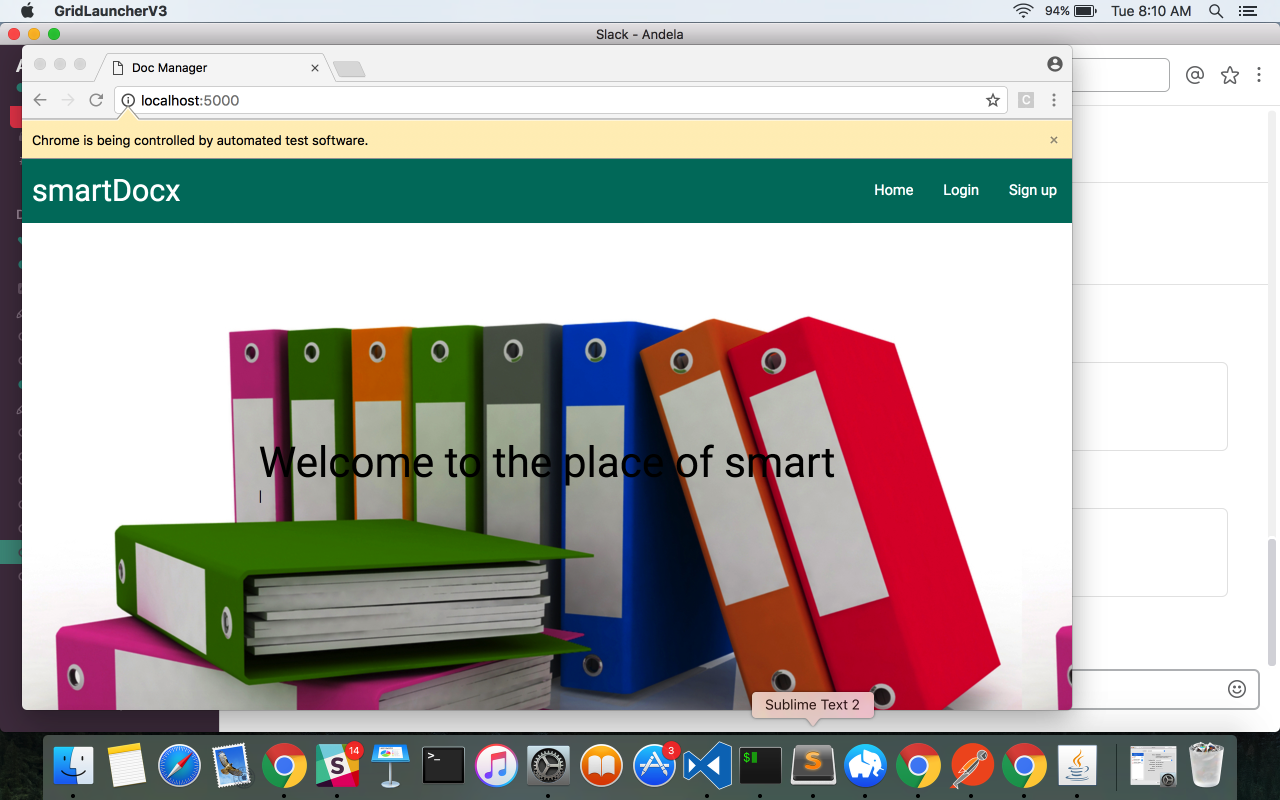 GridLauncherV3
94%
Tue 8:10 AM
Slack - Andela
Doc Manager
localhost:5000
C
Chrome is being controlled by automated test software.
smartDocx
Home
Login
Sign up
Welcome to the place of smart
Sublime Text 2
14
3